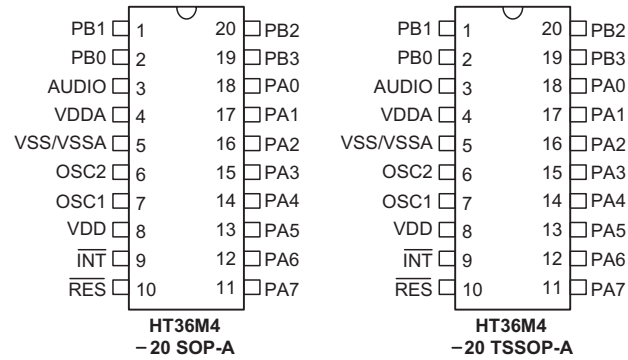 PB1 1 20 PB2 PB1 1 20 PB2
PB0 2 19 PB3 PB0 2 19 PB3
AUDIO 3 18 PA0 AUDIO 3 18 PA0
VDDA 4 17 PA1 VDDA 4 17 PA1
VSS/VSSA 5 16 PA2 VSS/VSSA 5 16 PA2
OSC2 6 15 PA3 OSC2 6 15 PA3
OSC1 7 14 PA4 OSC1 7 14 PA4
VDD 8 13 PA5 VDD 8 13 PA5
INT 9 12 PA6 INT 9 12 PA6
RES 10 11 PA7 RES 10 11 PA7
HT36M4 HT36M4
–20 SOP-A –20 TSSOP-A